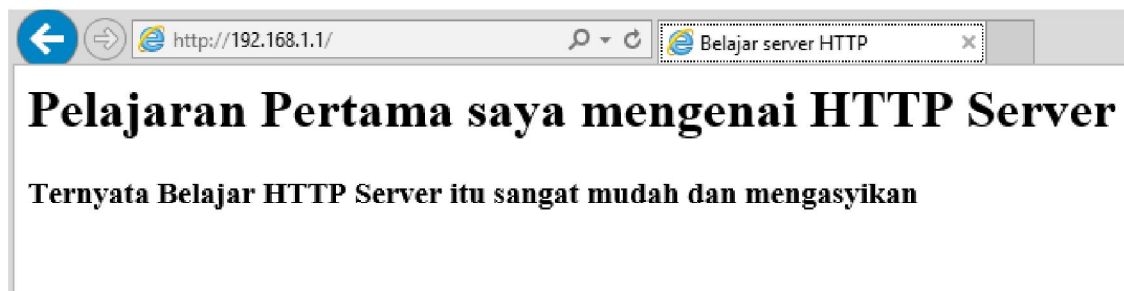 http://192.168.1.1/
Belajar server HTTP
Pelajaran Pertama saya mengenai HTTP Server
Ternyata Belajar HTTP Server itu sangat mudah dan mengasyikan